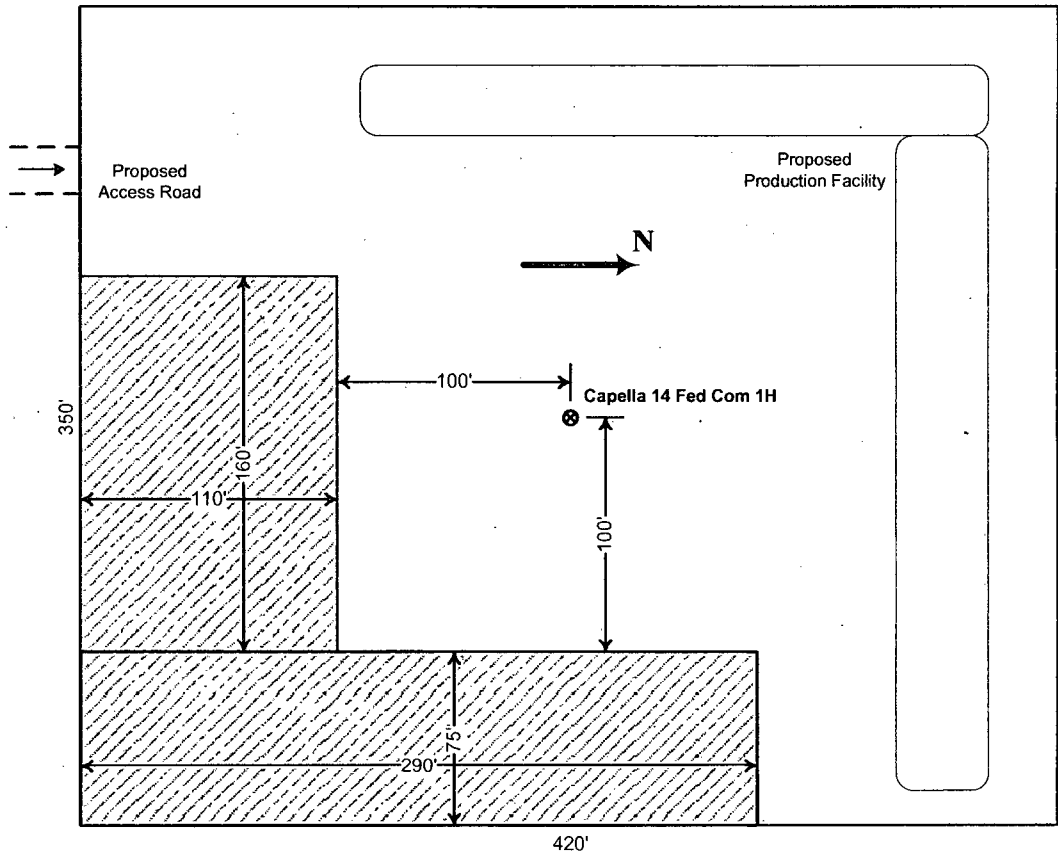 Proposed
Access Road
Proposed
Production Facility
N
100'
Capella 14 Fed Com 1H
350'
160'
110'
100'
75'
290'
420'